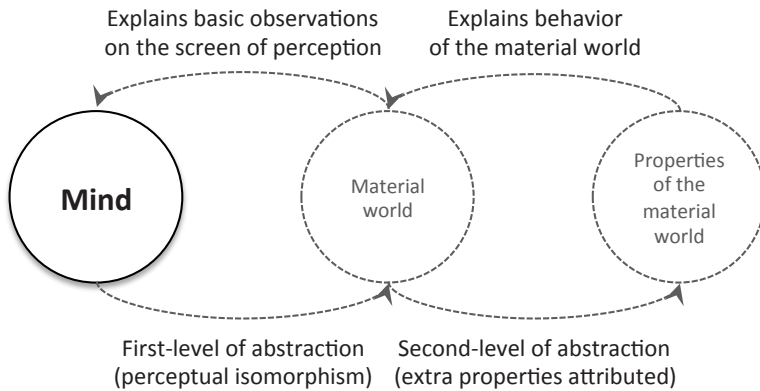 Explains basic observations
on the screen of perception
Explains behavior
of the material world
Mind
Material
world
Properties
of the
material
world
First-level of abstraction
(perceptual isomorphism)
Second-level of abstraction
(extra properties attributed)